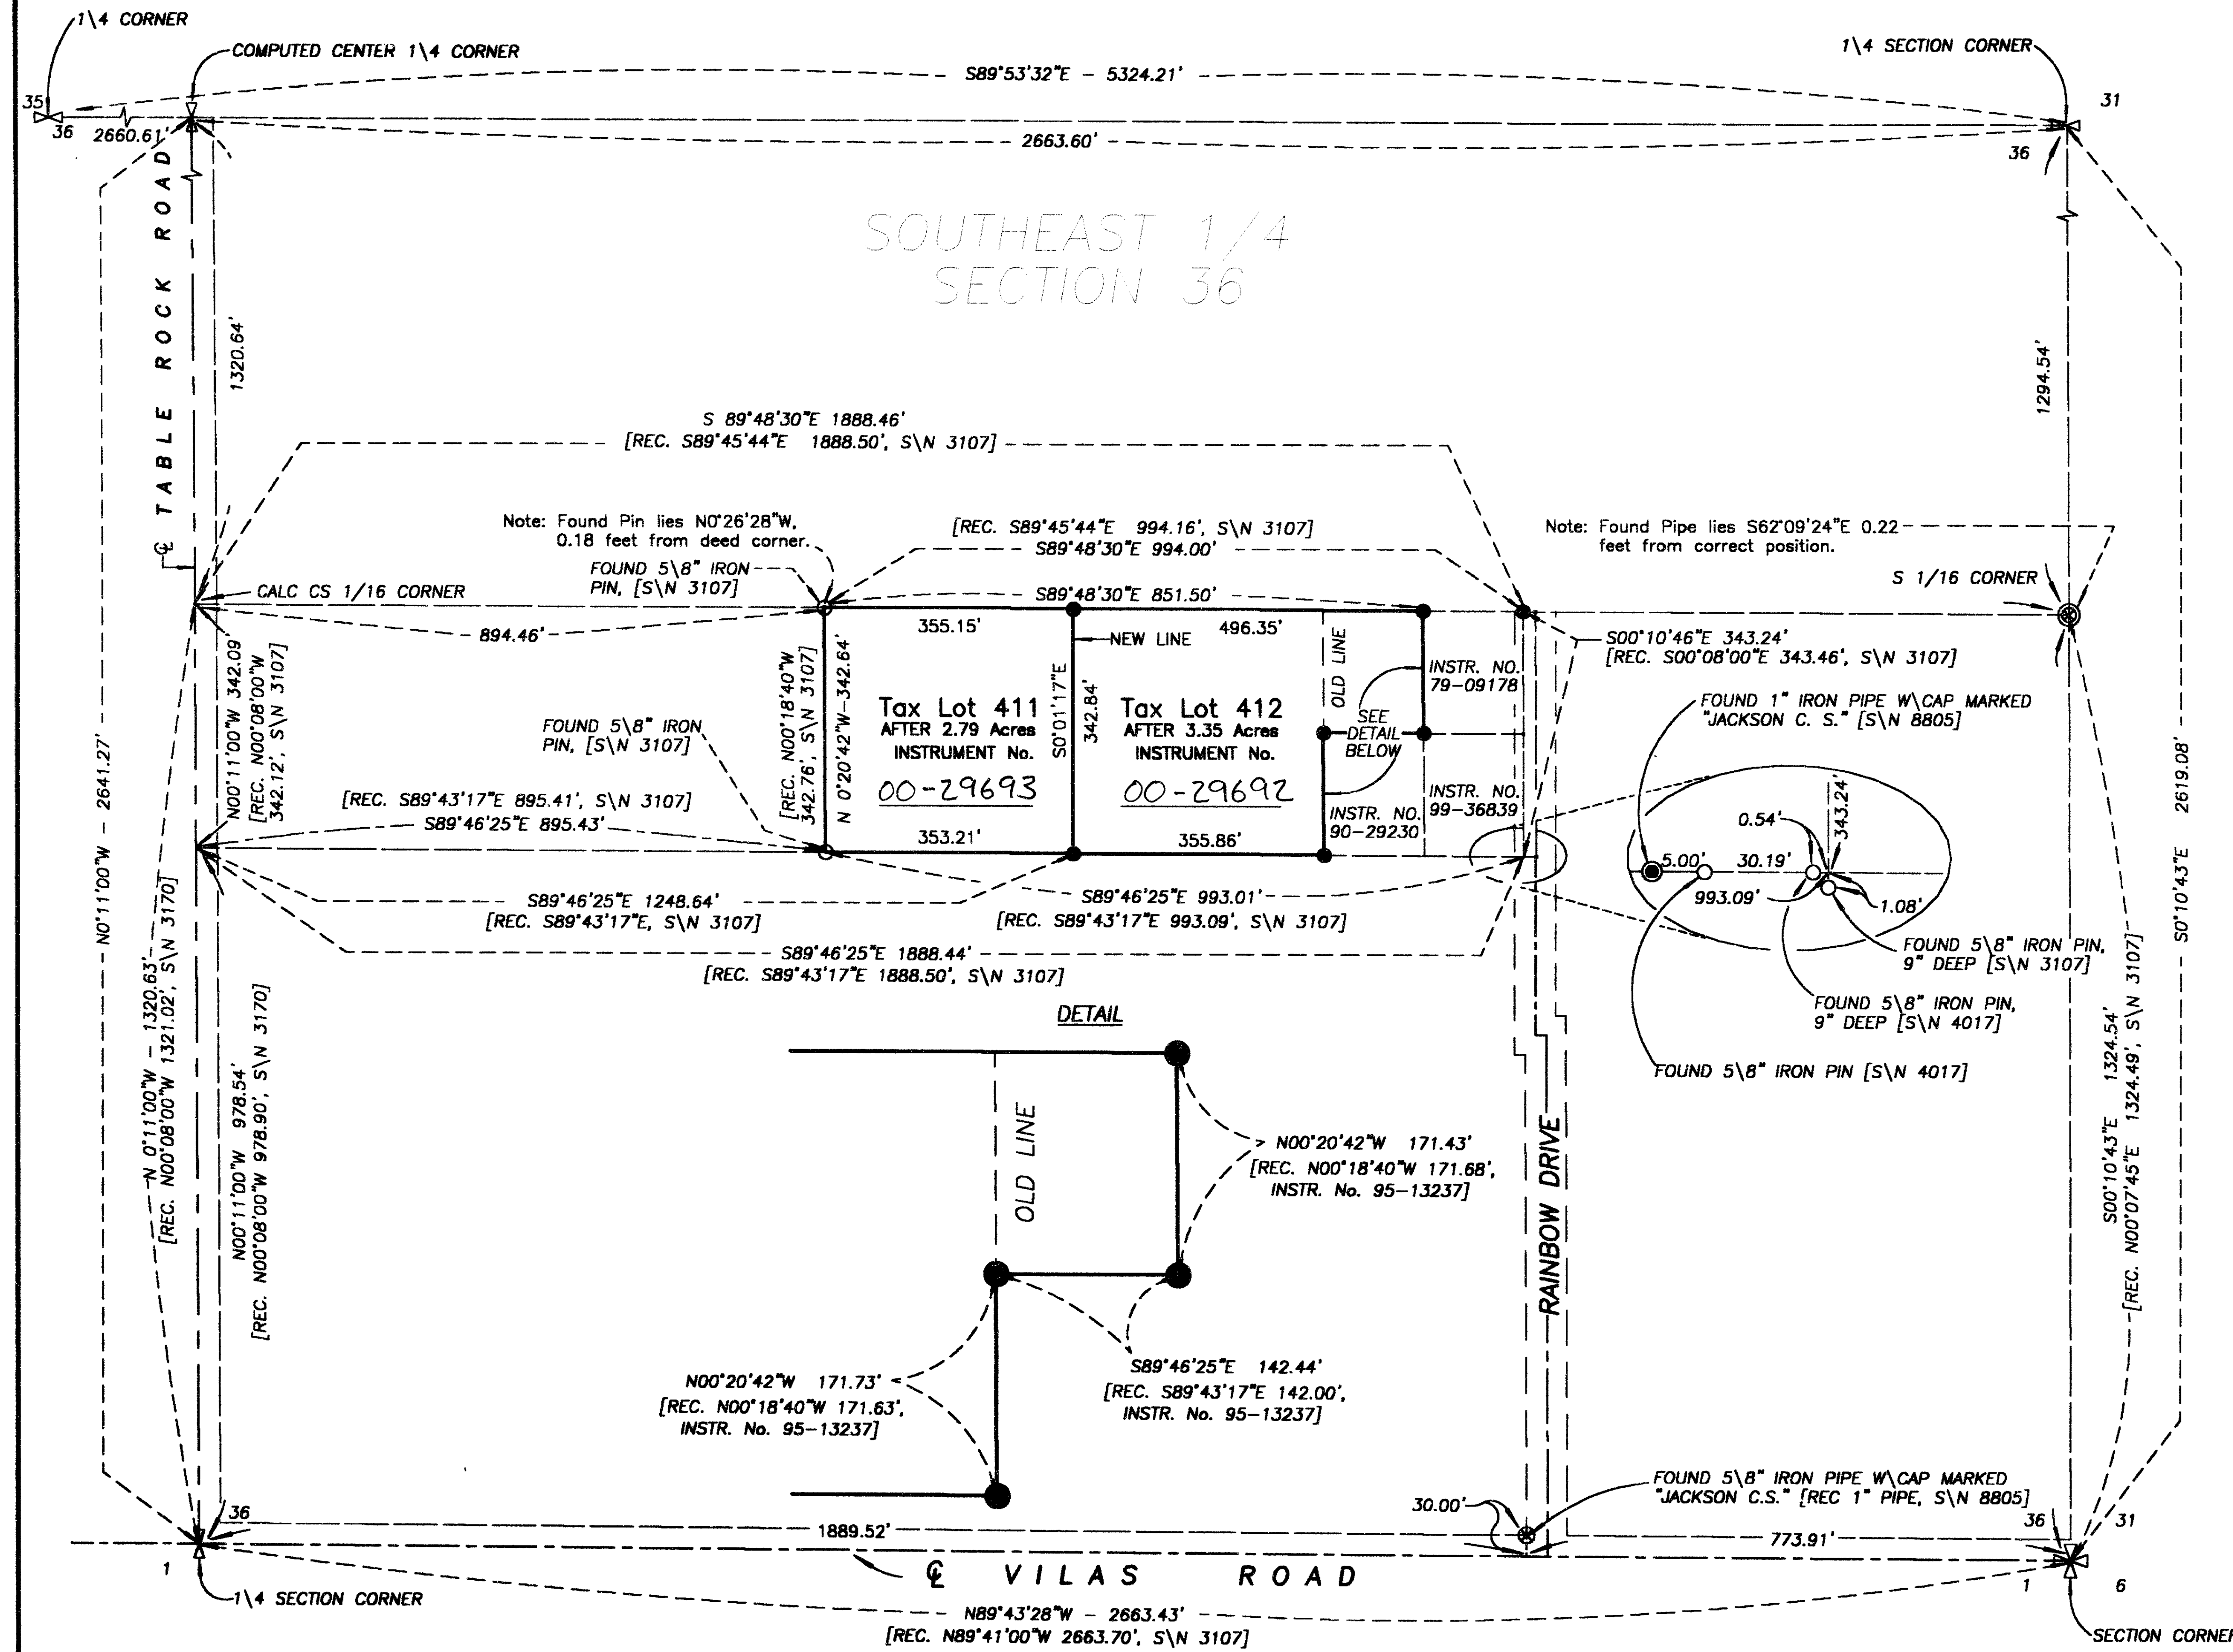 1\4 CORNER
COMPUTED CENTER 1\4 CORNER
1\4 SECTION CORNER
S89°53'32"E - 5324.21'
35
36
31
36
2660.61'
2663.60'
SOUTHEAST 1/4
SECTION 36
℄ TABLE ROCK ROAD
1320.64'
1294.54'
N0°11'00"W - 2641.27'
S0°10'43"E 2619.08'
S 89°48'30"E 1888.46'
[REC. S89°45'44"E 1888.50', S\N 3107]
Note: Found Pin lies N0°26'28"W,
0.18 feet from deed corner.
FOUND 5\8" IRON
PIN, [S\N 3107]
[REC. S89°45'44"E 994.16', S\N 3107]
S89°48'30"E 994.00'
Note: Found Pipe lies S62°09'24"E 0.22
feet from correct position.
S 1/16 CORNER
CALC CS 1/16 CORNER
894.46'
S89°48'30"E 851.50'
355.15'
496.35'
NEW LINE
OLD LINE
S00°10'46"E 343.24'
[REC. S00°08'00"E 343.46', S\N 3107]
N00°11'00"W 342.09'
[REC. N00°08'00"W
342.12', S\N 3107]
[REC. N00°18'40"W
342.76', S\N 3107]
N 0°20'42"W-342.64'
Tax Lot 411
AFTER 2.79 Acres
INSTRUMENT No.
00-29693
S0°01'17"E
342.84'
Tax Lot 412
AFTER 3.35 Acres
INSTRUMENT No.
00-29692
SEE
DETAIL
BELOW
INSTR. NO.
79-09178
INSTR. NO.
99-36839
INSTR. NO.
90-29230
353.21'
355.86'
FOUND 5\8" IRON
PIN, [S\N 3107]
[REC. S89°43'17"E 895.41', S\N 3107]
S89°46'25"E 895.43'
S89°46'25"E 1248.64'
[REC. S89°43'17"E, S\N 3107]
S89°46'25"E 993.01'
[REC. S89°43'17"E 993.09', S\N 3107]
S89°46'25"E 1888.44'
[REC. S89°43'17"E 1888.50', S\N 3107]
FOUND 1" IRON PIPE W\CAP MARKED
"JACKSON C. S." [S\N 8805]
0.54'
343.24'
5.00'
30.19'
993.09'
1.08'
FOUND 5\8" IRON PIN,
9" DEEP [S\N 3107]
FOUND 5\8" IRON PIN,
9" DEEP [S\N 4017]
FOUND 5\8" IRON PIN [S\N 4017]
N 0°11'00"W - 1320.63'
[REC. N00°08'00"W 1321.02', S\N 3170]
N00°11'00"W 978.54'
[REC. N00°08'00"W 978.90', S\N 3170]
S00°10'43"E 1324.54'
[REC. N00°07'45"E 1324.49', S\N 3107]
DETAIL
OLD LINE
N00°20'42"W 171.43'
[REC. N00°18'40"W 171.68',
INSTR. No. 95-13237]
S89°46'25"E 142.44'
[REC. S89°43'17"E 142.00',
INSTR. No. 95-13237]
N00°20'42"W 171.73'
[REC. N00°18'40"W 171.63',
INSTR. No. 95-13237]
RAINBOW DRIVE
FOUND 5\8" IRON PIPE W\CAP MARKED
"JACKSON C.S." [REC 1" PIPE, S\N 8805]
30.00'
36
1889.52'
773.91'
36
31
1
℄ VILAS ROAD
1
6
1\4 SECTION CORNER
N89°43'28"W - 2663.43'
[REC. N89°41'00"W 2663.70', S\N 3107]
SECTION CORNER